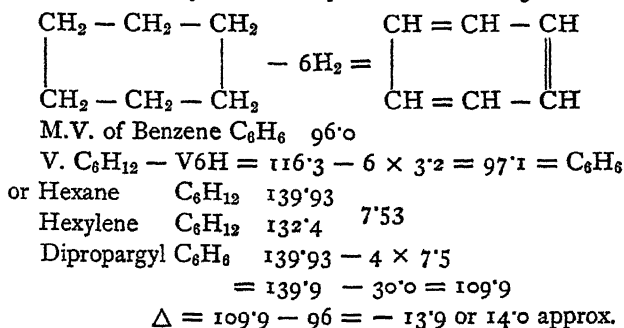 CH₂ – CH₂ – CH₂ CH = CH – CH
– 6H₂ =
CH₂ – CH₂ – CH₂ CH = CH – CH
M.V. of Benzene C₆H₆ 96·0
V. C₆H₁₂ – V6H = 116·3 – 6 × 3·2 = 97·1 = C₆H₆
or Hexane C₆H₁₂ 139·93
Hexylene C₆H₁₂ 132·4 7·53
Dipropargyl C₆H₆ 139·93 – 4 × 7·5
= 139·9 – 30·0 = 109·9
Δ = 109·9 – 96 = – 13·9 or 14·0 approx.